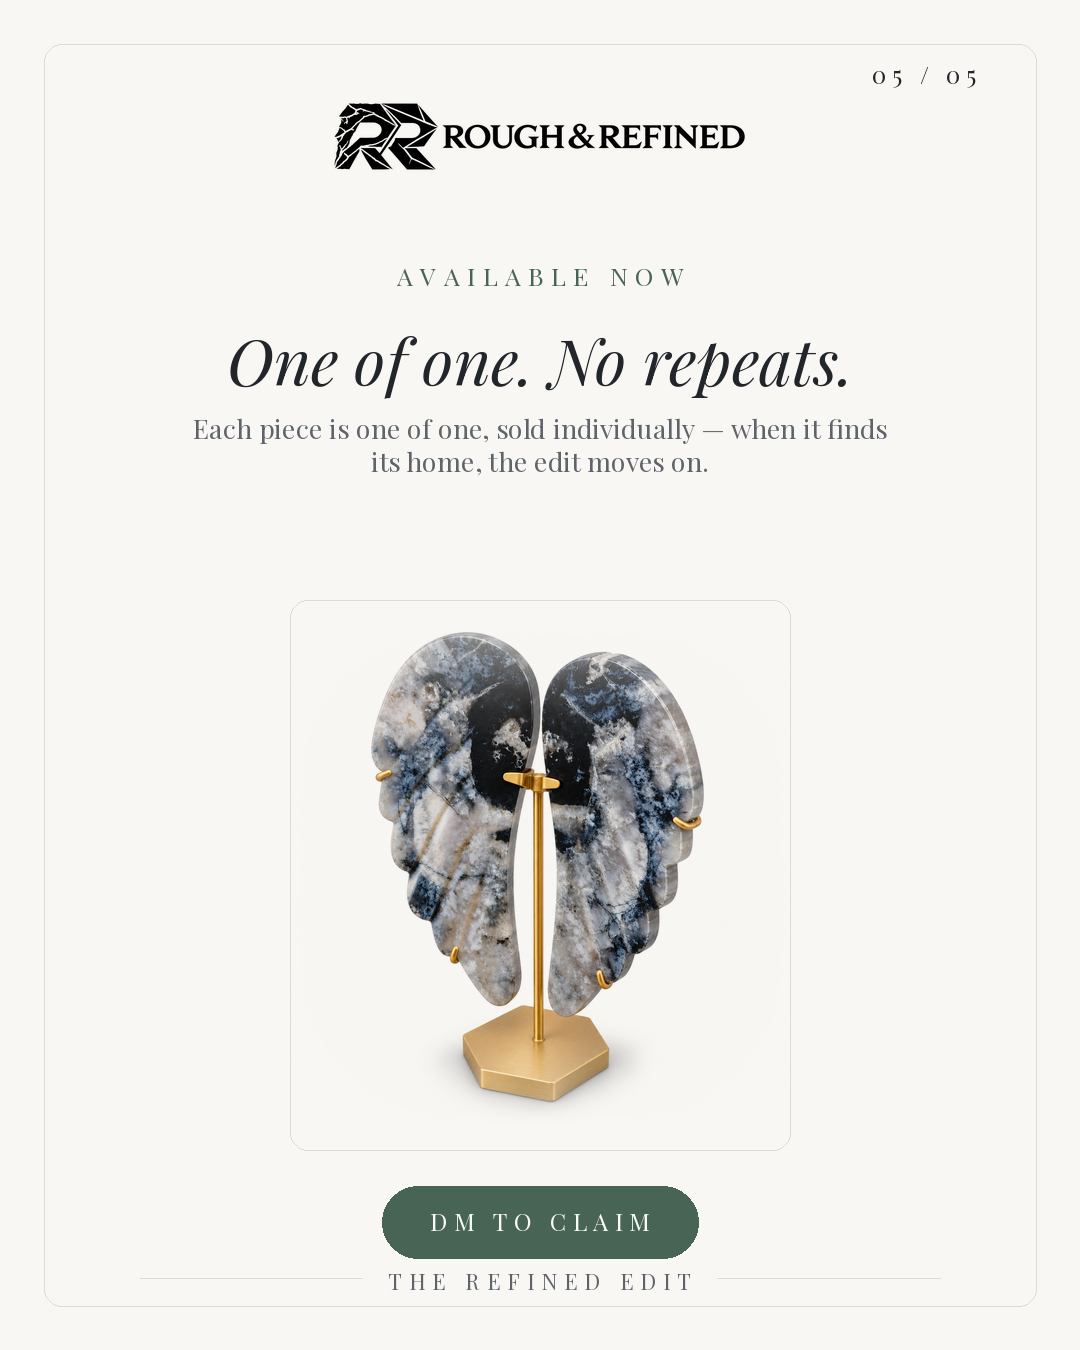 05 / 05
RR ROUGH & REFINED
AVAILABLE NOW
One of one. No repeats.
Each piece is one of one, sold individually — when it finds
its home, the edit moves on.
DM TO CLAIM
THE REFINED EDIT